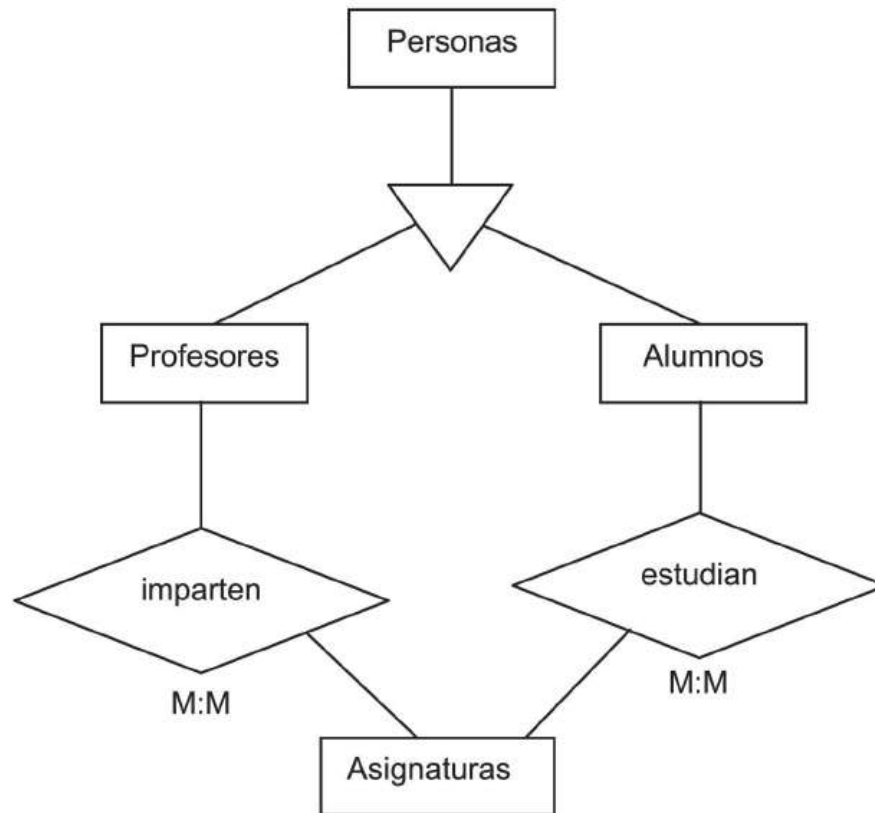 Personas
Profesores
Alumnos
imparten
estudian
M:M
M:M
Asignaturas